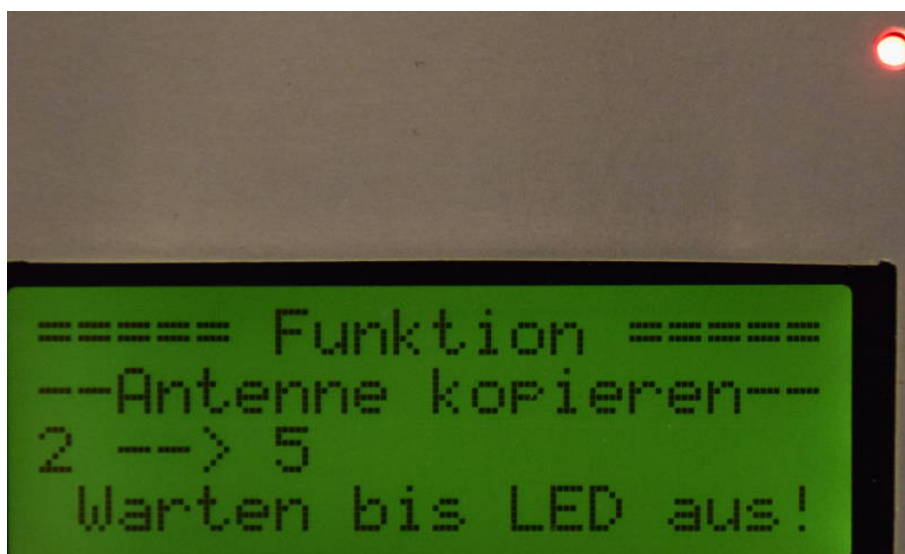 ===== Funktion =====
--Antenne kopieren--
2 --> 5
Warten bis LED aus!